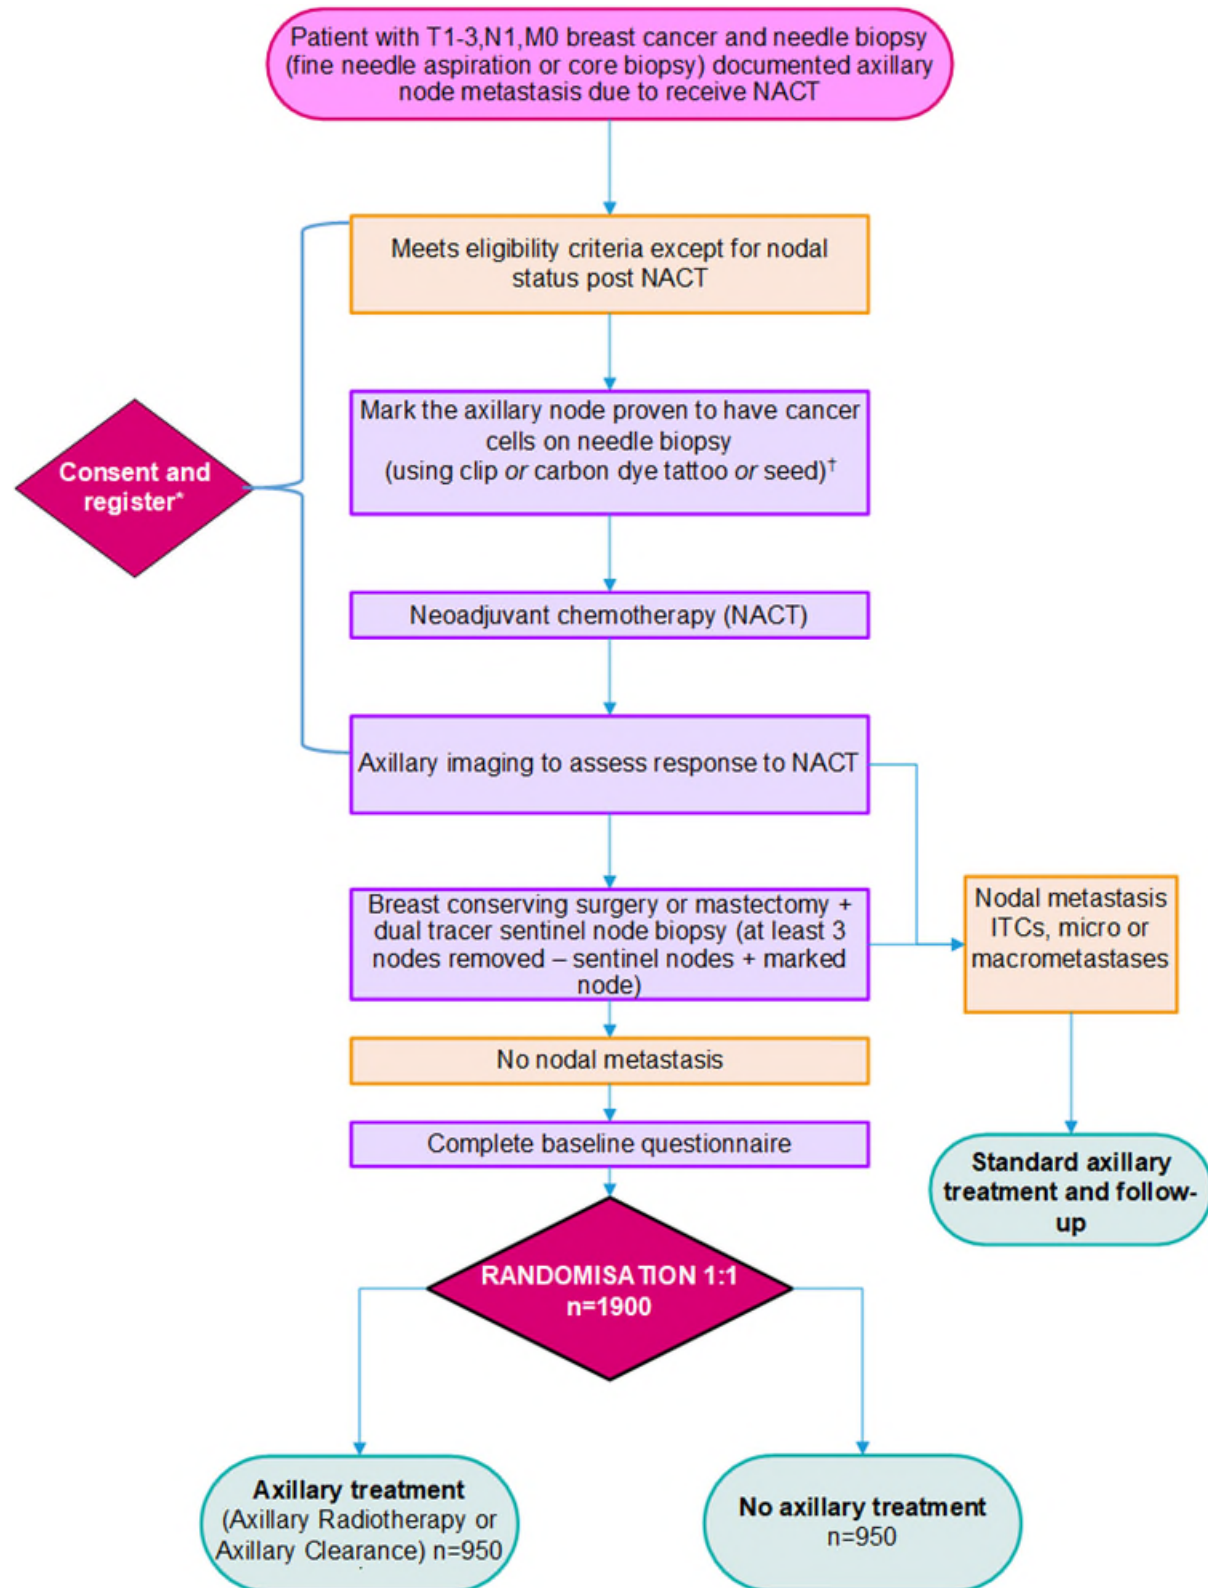 Patient with T1-3,N1,M0 breast cancer and needle biopsy
(fine needle aspiration or core biopsy) documented axillary
node metastasis due to receive NACT
Meets eligibility criteria except for nodal
status post NACT
Mark the axillary node proven to have cancer
cells on needle biopsy
(using clip or carbon dye tattoo or seed)†
Consent and
register*
Neoadjuvant chemotherapy (NACT)
Axillary imaging to assess response to NACT
Breast conserving surgery or mastectomy +
dual tracer sentinel node biopsy (at least 3
nodes removed – sentinel nodes + marked
node)
Nodal metastasis
ITCs, micro or
macrometastases
No nodal metastasis
Complete baseline questionnaire
Standard axillary
treatment and follow-
up
RANDOMISATION 1:1
n=1900
Axillary treatment
(Axillary Radiotherapy or
Axillary Clearance) n=950
No axillary treatment
n=950